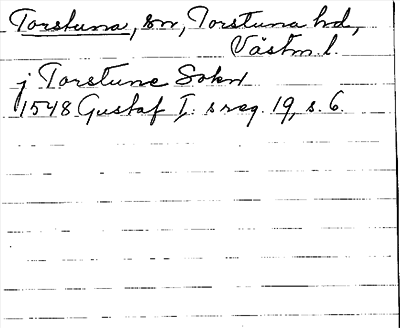 Torstuna, sn, Torstuna hd,
Västm. l.
j Torstune Sokn
1548 Gustaf I:s reg. 19, s. 6.